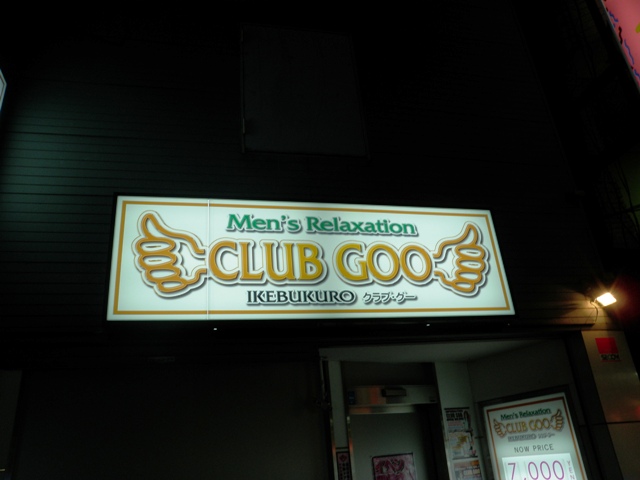 Men's Relaxation
CLUB GOO
IKEBUKURO クラブ・グー
Men's Relaxation
CLUB GOO
NOW PRICE
7,000